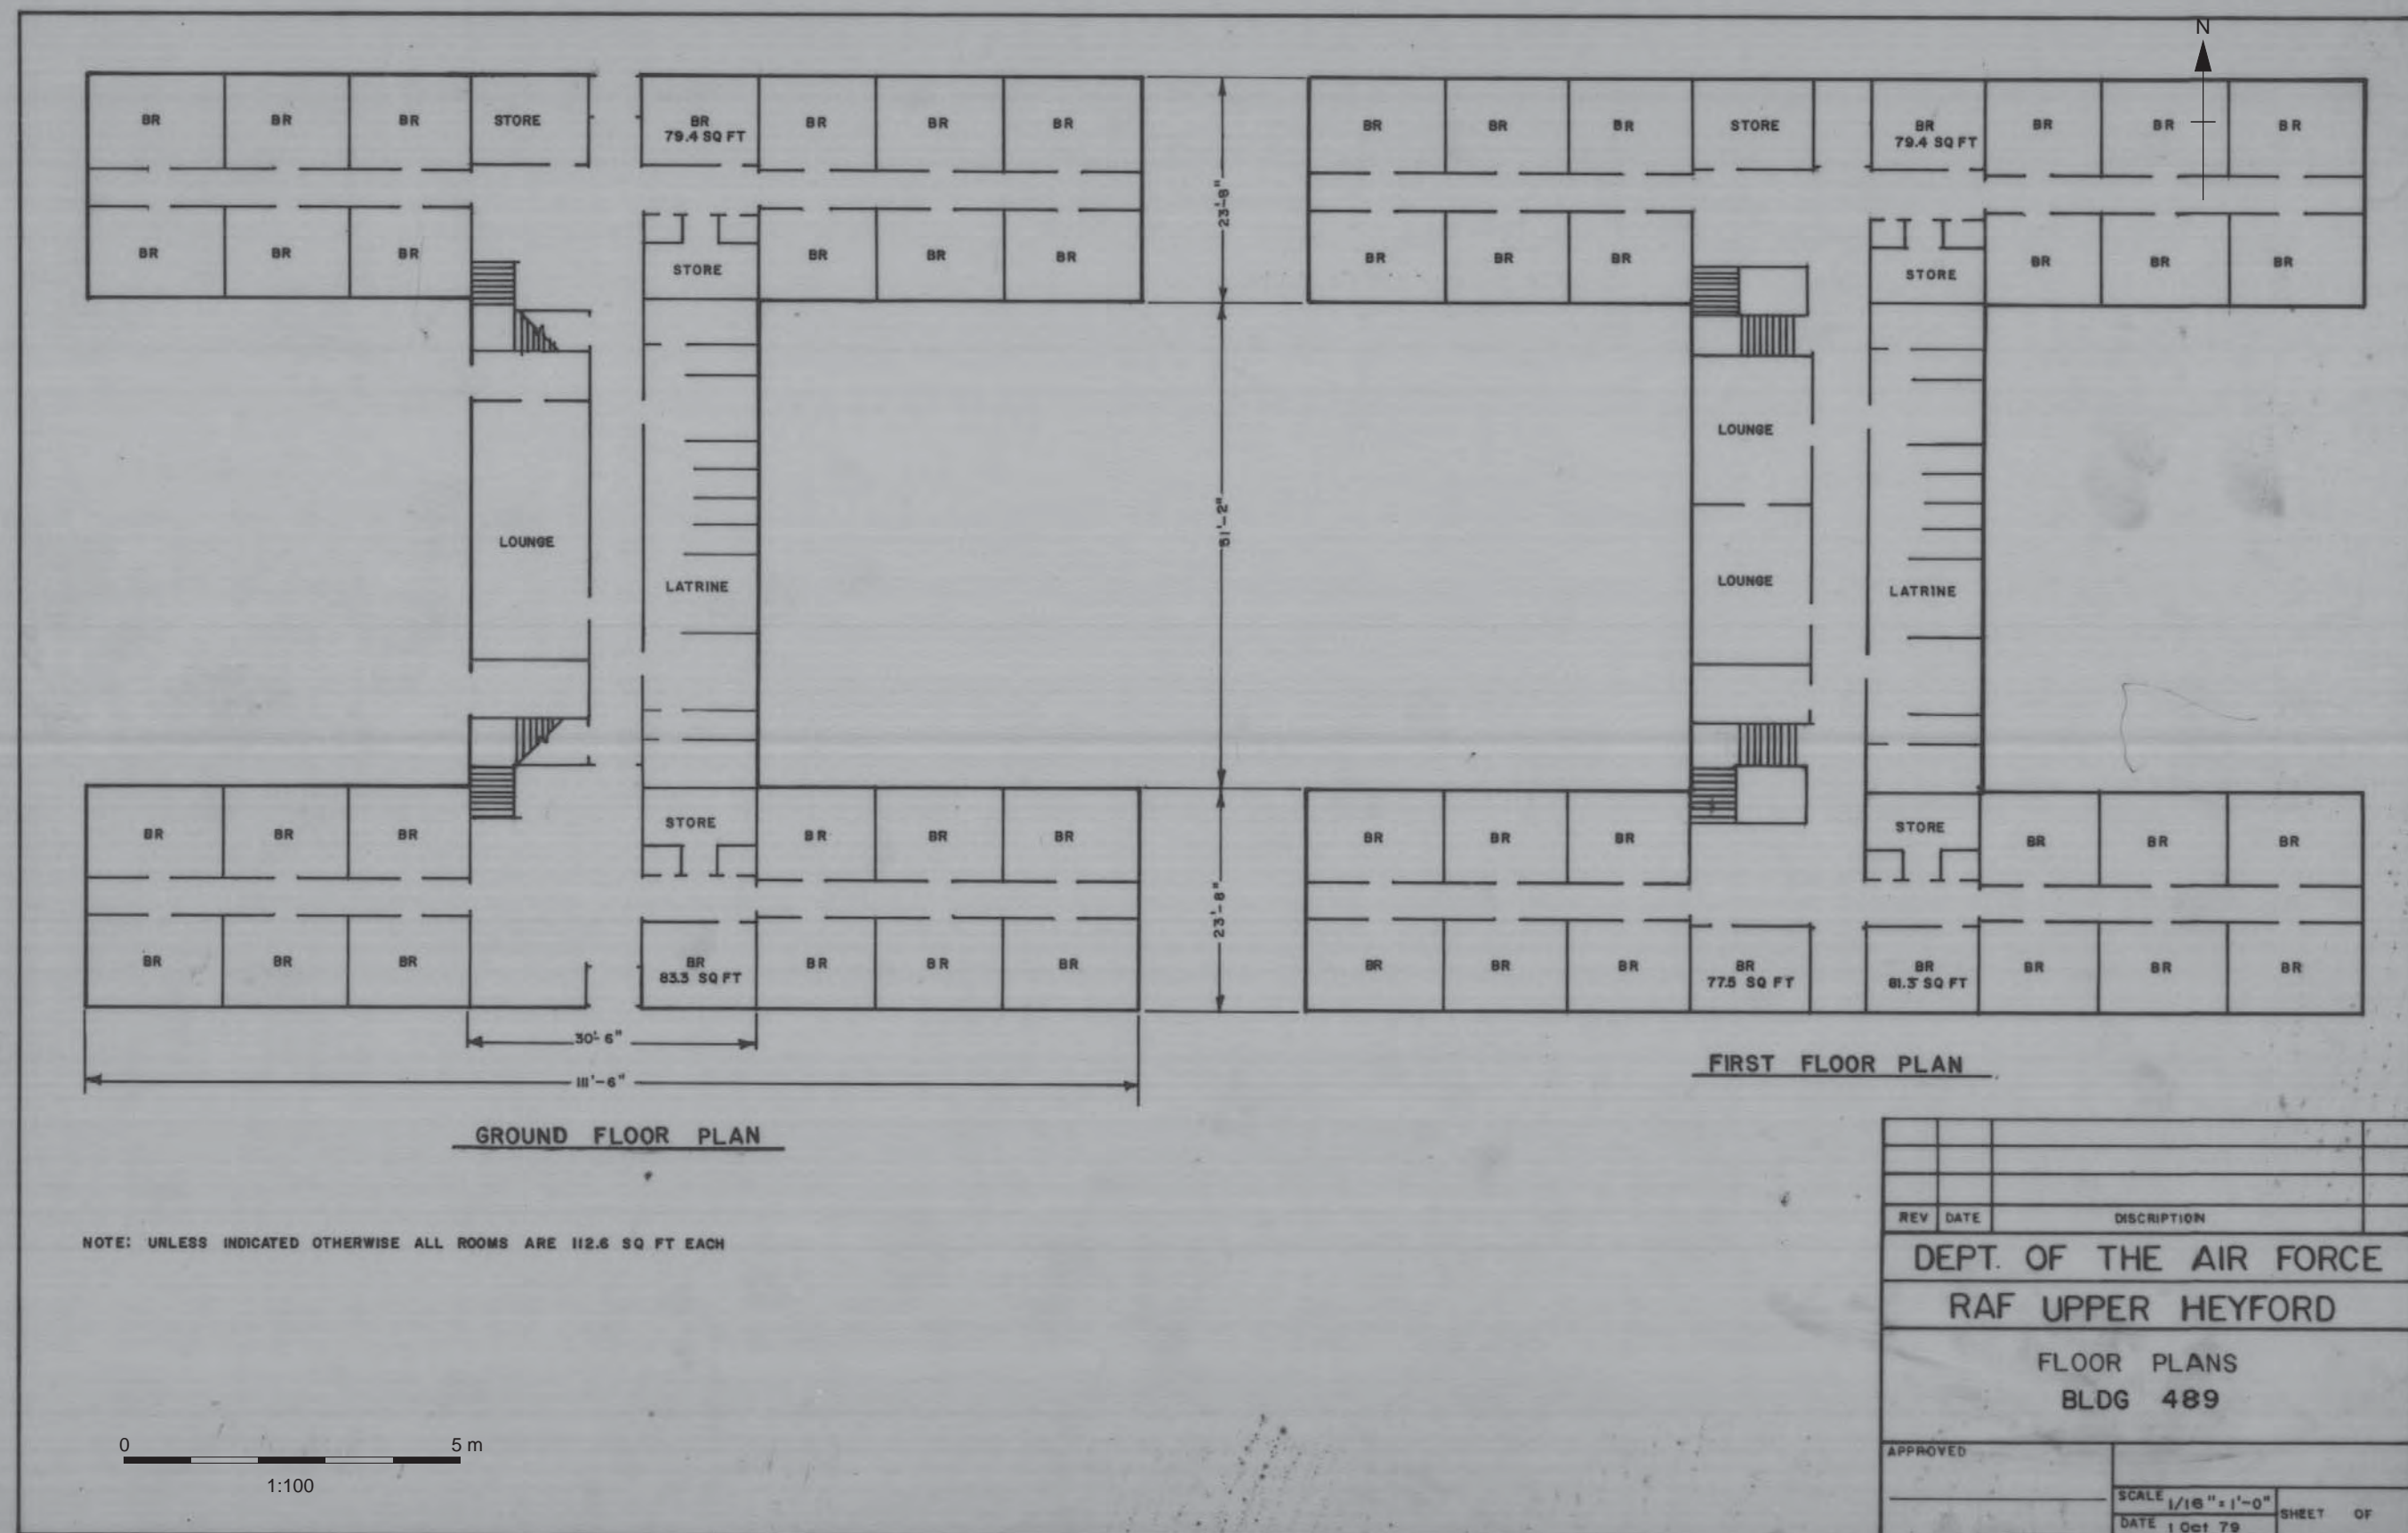 N
BR BR BR STORE BR BR BR BR
79.4 SQ FT
BR BR BR STORE BR BR BR BR
79.4 SQ FT
BR BR BR STORE BR BR BR
23'-8"
BR BR BR STORE BR BR BR
LOUNGE
51'-2"
LOUNGE
LATRINE
LOUNGE
LATRINE
BR BR BR STORE BR BR BR
23'-8"
BR BR BR STORE BR BR BR
BR BR BR BR BR BR BR
83.3 SQ FT
BR BR BR BR BR BR BR BR
77.5 SQ FT 81.3 SQ FT
30'-6"
111'-6"
GROUND FLOOR PLAN
FIRST FLOOR PLAN
NOTE: UNLESS INDICATED OTHERWISE ALL ROOMS ARE 112.6 SQ FT EACH
REV DATE DISCRIPTION
DEPT. OF THE AIR FORCE
RAF UPPER HEYFORD
FLOOR PLANS
BLDG 489
APPROVED
SCALE 1/16"=1'-0"
DATE 1 Oct 79
SHEET OF
0 5 m
1:100